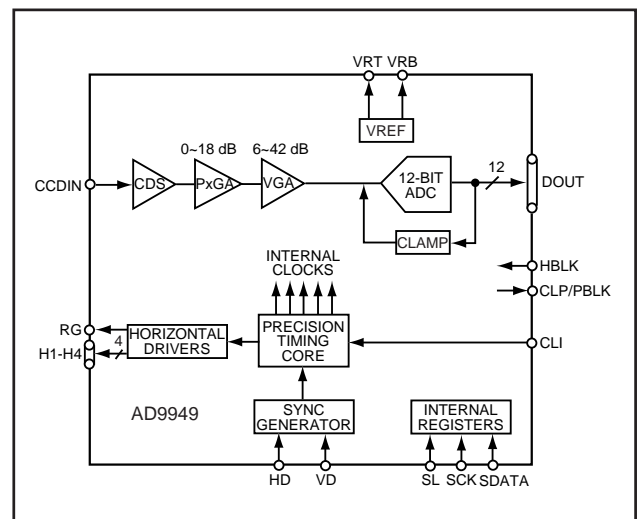 VRT VRB
VREF
0~18 dB 6~42 dB
CCDIN CDS PxGA VGA 12-BIT ADC 12 DOUT
CLAMP
HBLK
CLP/PBLK
INTERNAL
CLOCKS
RG
H1-H4 4
HORIZONTAL
DRIVERS
PRECISION
TIMING
CORE
CLI
AD9949
SYNC
GENERATOR
INTERNAL
REGISTERS
HD VD SL SCK SDATA